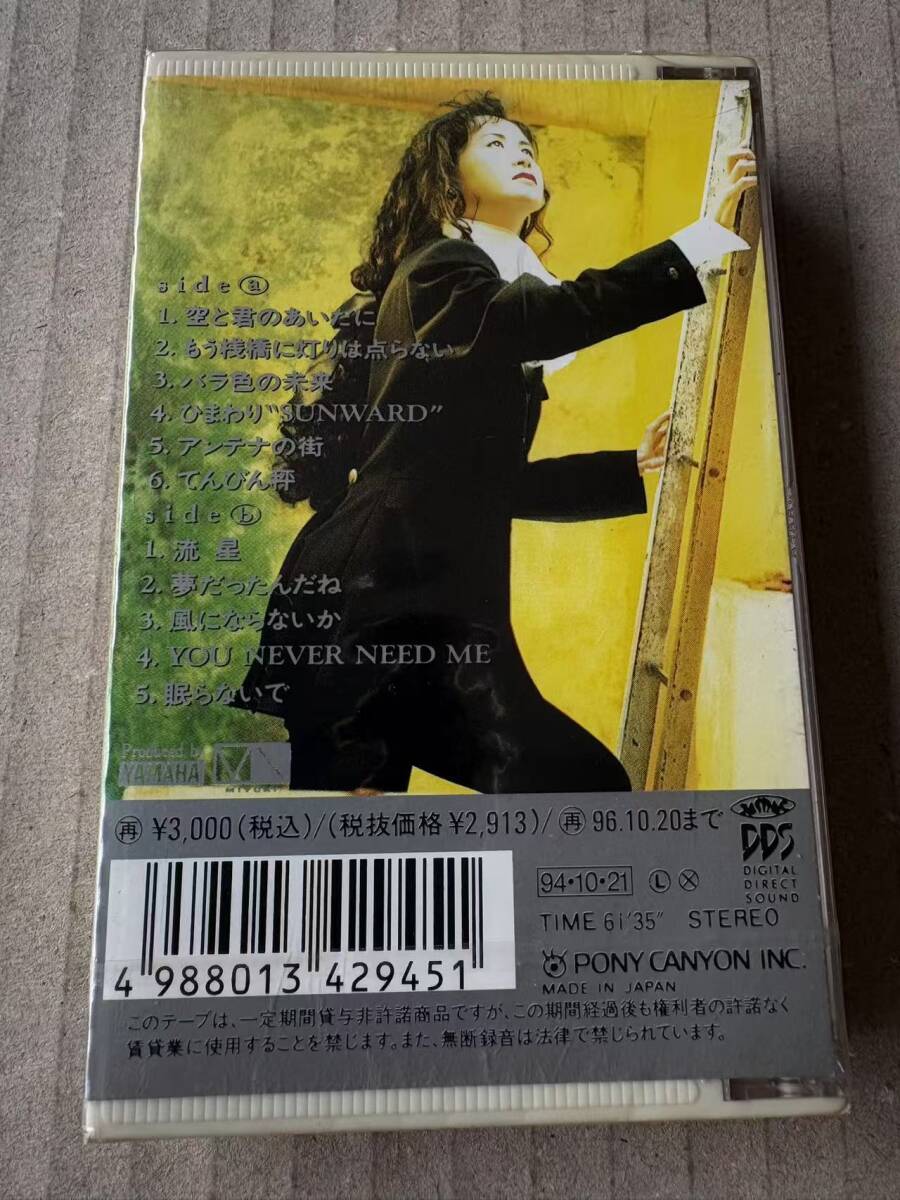 side ⓐ
1. 空と君のあいだに
2. もう桟橋に灯りは点らない
3. バラ色の未来
4. ひまわり“SUNWARD”
5. アンテナの街
6. てんびん秤
side ⓑ
1. 流 星
2. 夢だったんだね
3. 風にならないか
4. YOU NEVER NEED ME
5. 眠らないで
Produced by
YAMAHA
MIYUKI
再 ¥3,000(税込)/(税抜価格¥2,913)/再 96.10.20まで
DDS
DIGITAL
DIRECT
SOUND
94・10・21 Ⓛ Ⓧ
TIME 61'35" STEREO
PONY CANYON INC.
MADE IN JAPAN
4 988013 429451
このテープは、一定期間貸与非許諾商品ですが、この期間経過後も権利者の許諾なく
賃貸業に使用することを禁じます。また、無断録音は法律で禁じられています。